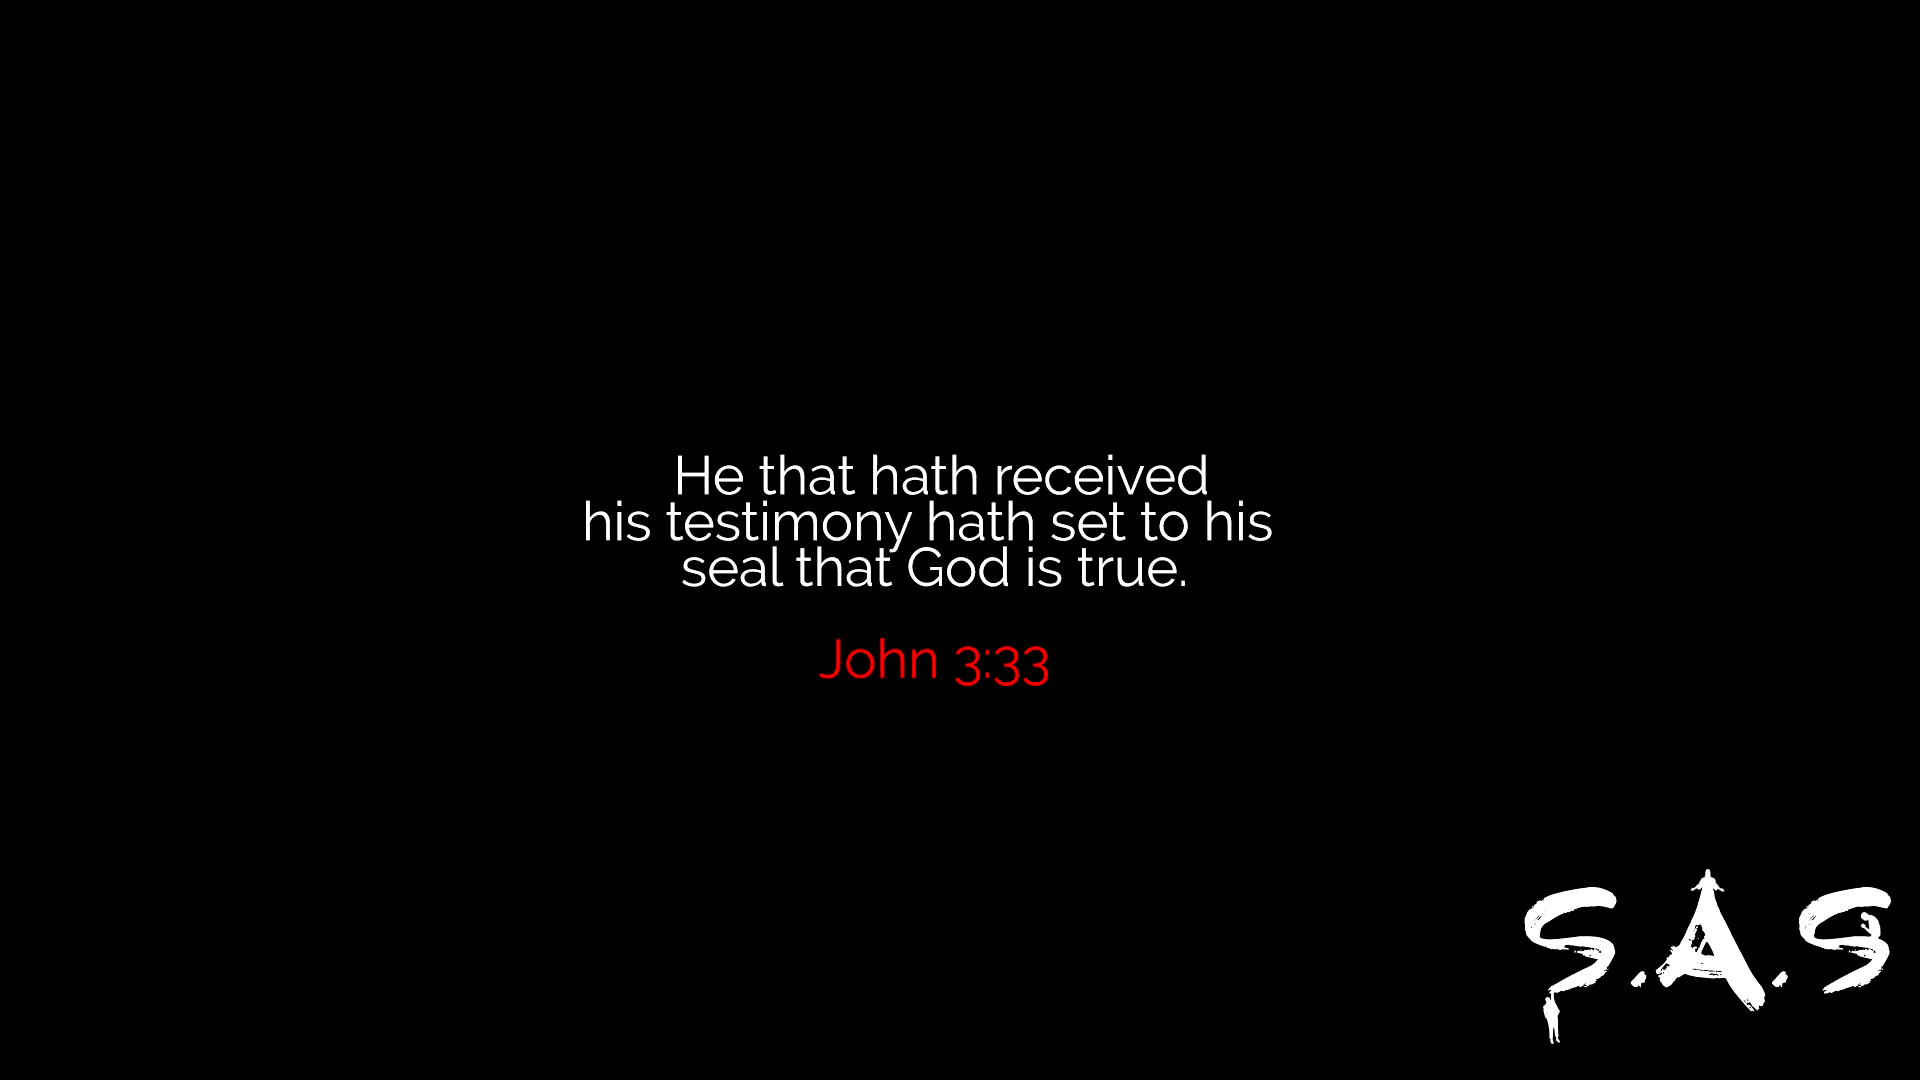 He that hath received
his testimony hath set to his
seal that God is true.
John 3:33
S.A.S